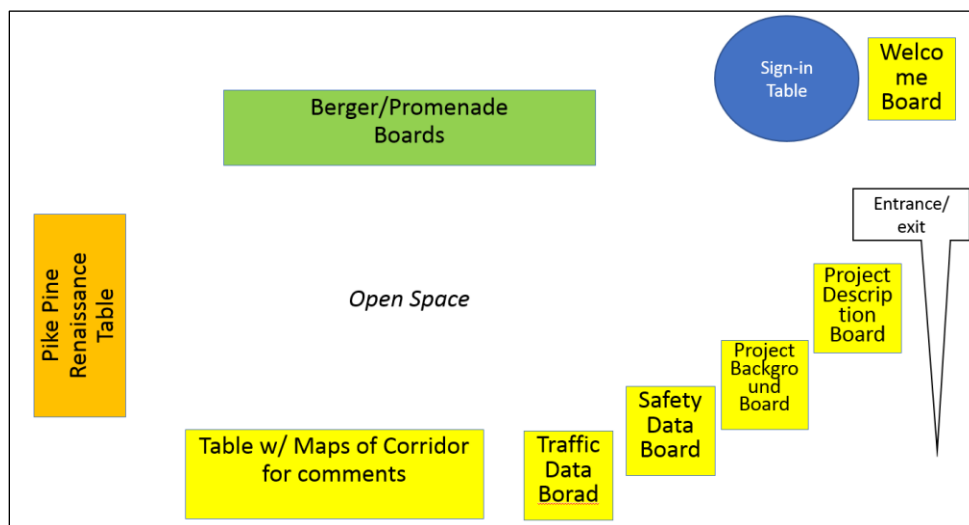 Sign-in
Table
Welco
me
Board
Berger/Promenade
Boards
Entrance/
exit
Pike Pine
Renaissance
Table
Open Space
Project
Descrip
tion
Board
Project
Backgro
und
Board
Safety
Data
Board
Table w/ Maps of Corridor
for comments
Traffic
Data
Borad